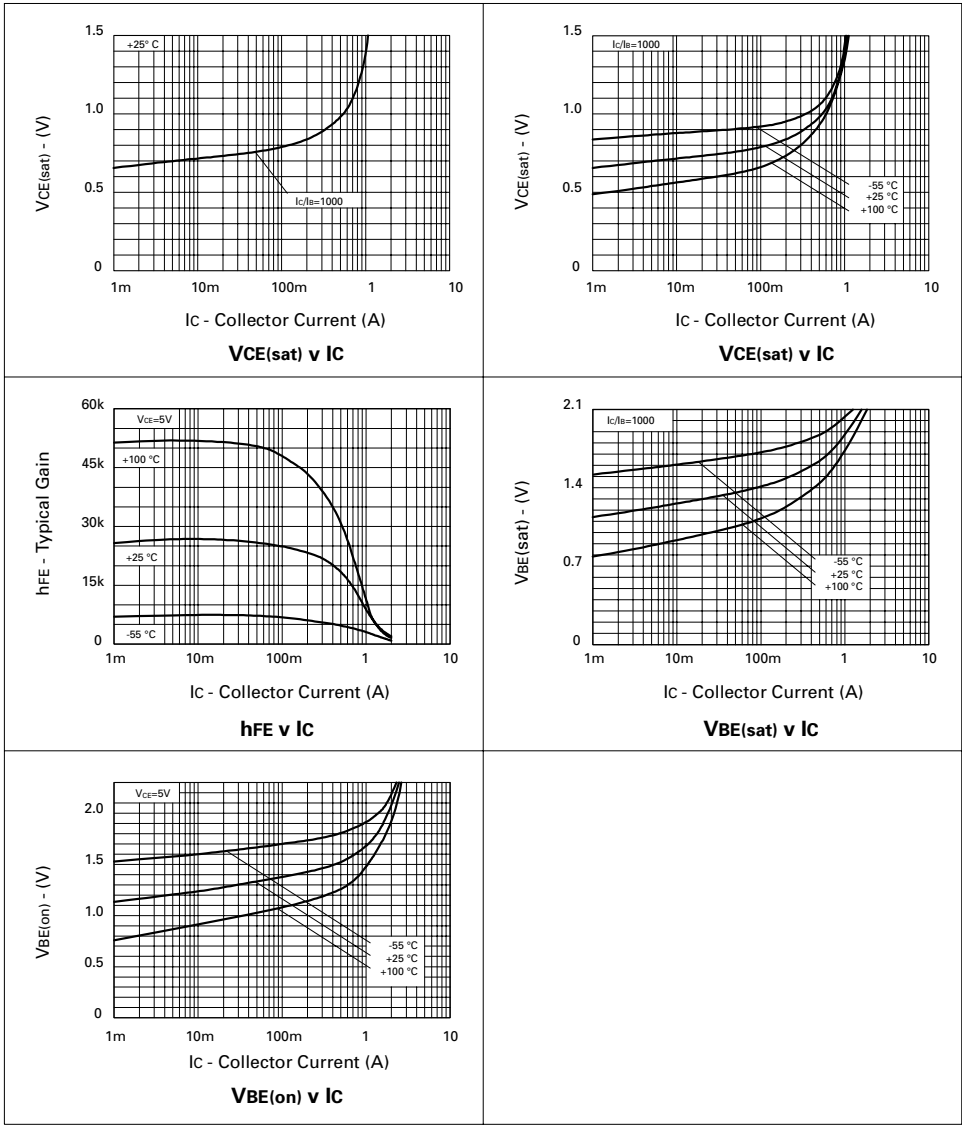 1.5
+25° C
1.0
0.5
0
VCE(sat) - (V)
IC/IB=1000
1m 10m 100m 1 10
IC - Collector Current (A)
VCE(sat) v IC
1.5
IC/IB=1000
1.0
0.5
0
VCE(sat) - (V)
-55 °C
+25 °C
+100 °C
1m 10m 100m 1 10
IC - Collector Current (A)
VCE(sat) v IC
60k
VCE=5V
+100 °C
45k
30k
+25 °C
15k
-55 °C
0
hFE - Typical Gain
1m 10m 100m 1 10
IC - Collector Current (A)
hFE v IC
2.1
IC/IB=1000
1.4
0.7
0
VBE(sat) - (V)
-55 °C
+25 °C
+100 °C
1m 10m 100m 1 10
IC - Collector Current (A)
VBE(sat) v IC
VCE=5V
2.0
1.5
1.0
0.5
0
VBE(on) - (V)
-55 °C
+25 °C
+100 °C
1m 10m 100m 1 10
IC - Collector Current (A)
VBE(on) v IC